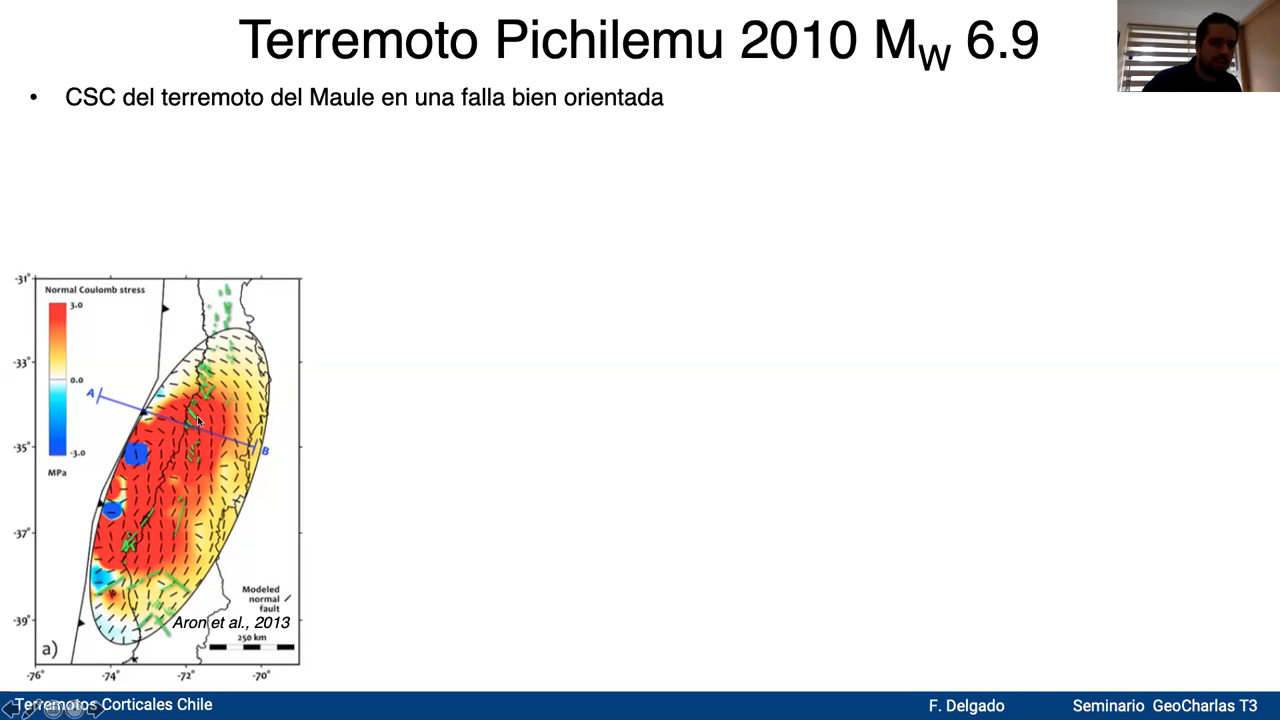 Terremoto Pichilemu 2010 MW 6.9
• CSC del terremoto del Maule en una falla bien orientada
-31°
Normal Coulomb stress
3.0
-33°
0.0
A
-35°
B
-3.0
MPa
-37°
Modeled
normal
fault
-39°
Aron et al., 2013
250 km
a)
-76°
-74°
-72°
-70°
Terremotos Corticales Chile
F. Delgado
Seminario GeoCharlas T3